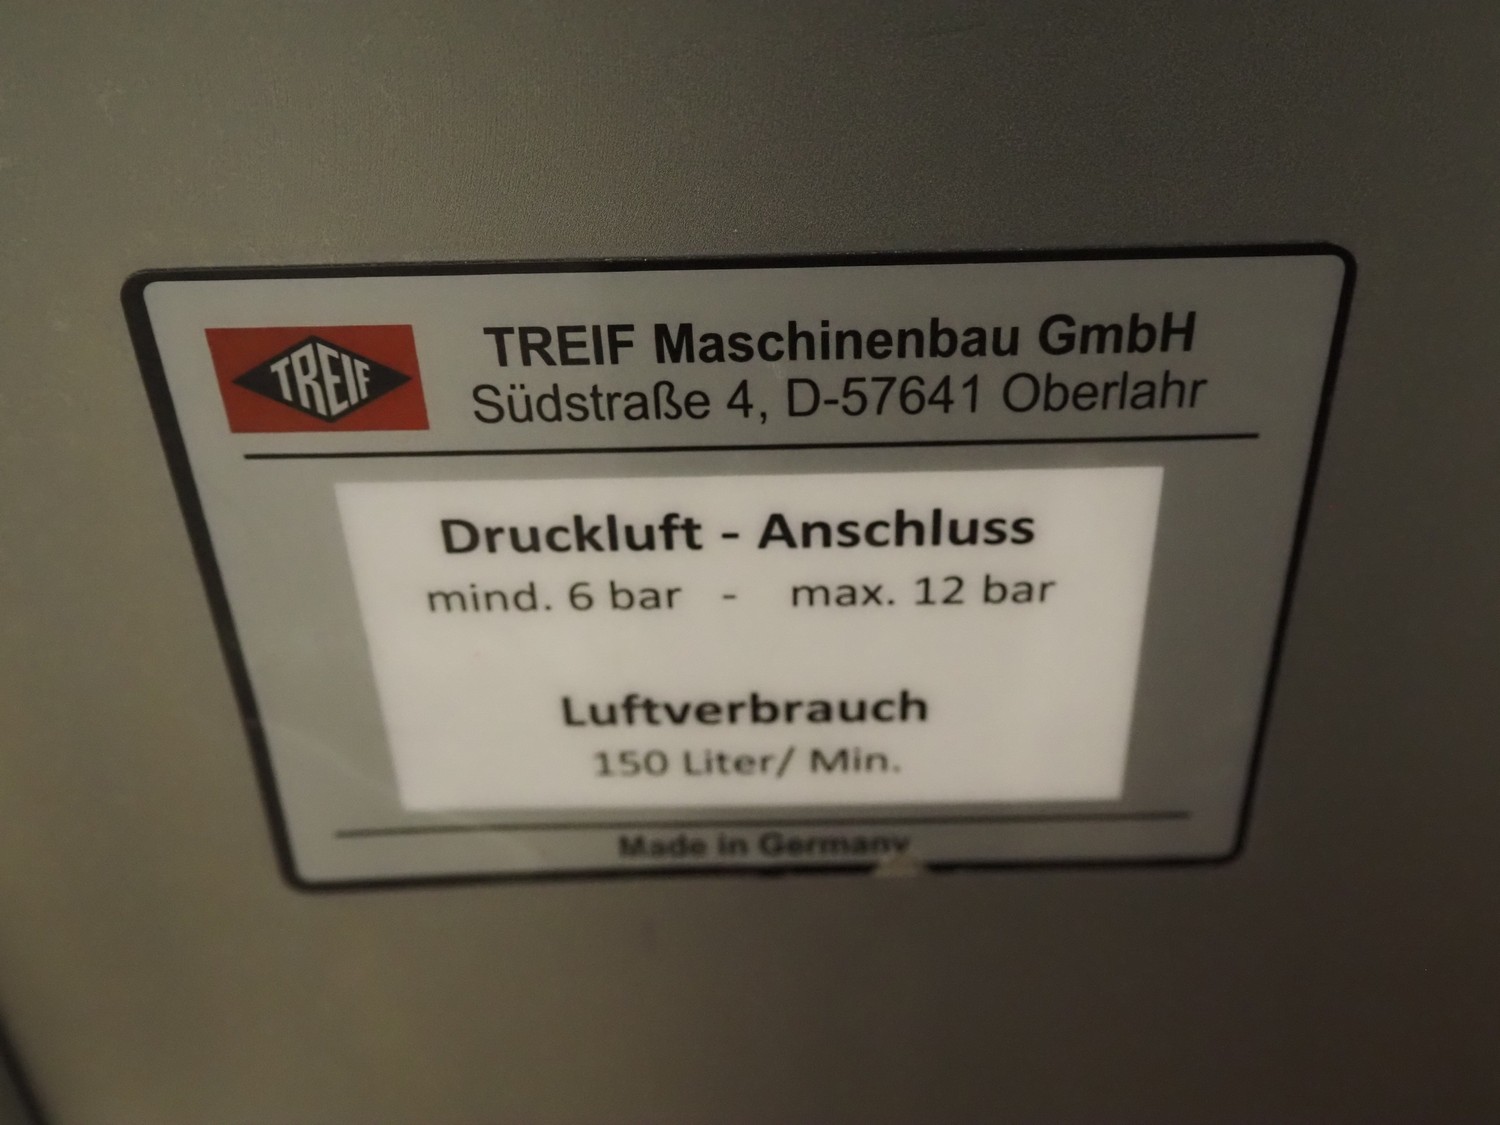 TREIF
TREIF Maschinenbau GmbH
Südstraße 4, D-57641 Oberlahr
Druckluft - Anschluss
mind. 6 bar - max. 12 bar
Luftverbrauch
150 Liter/ Min.
Made in Germany